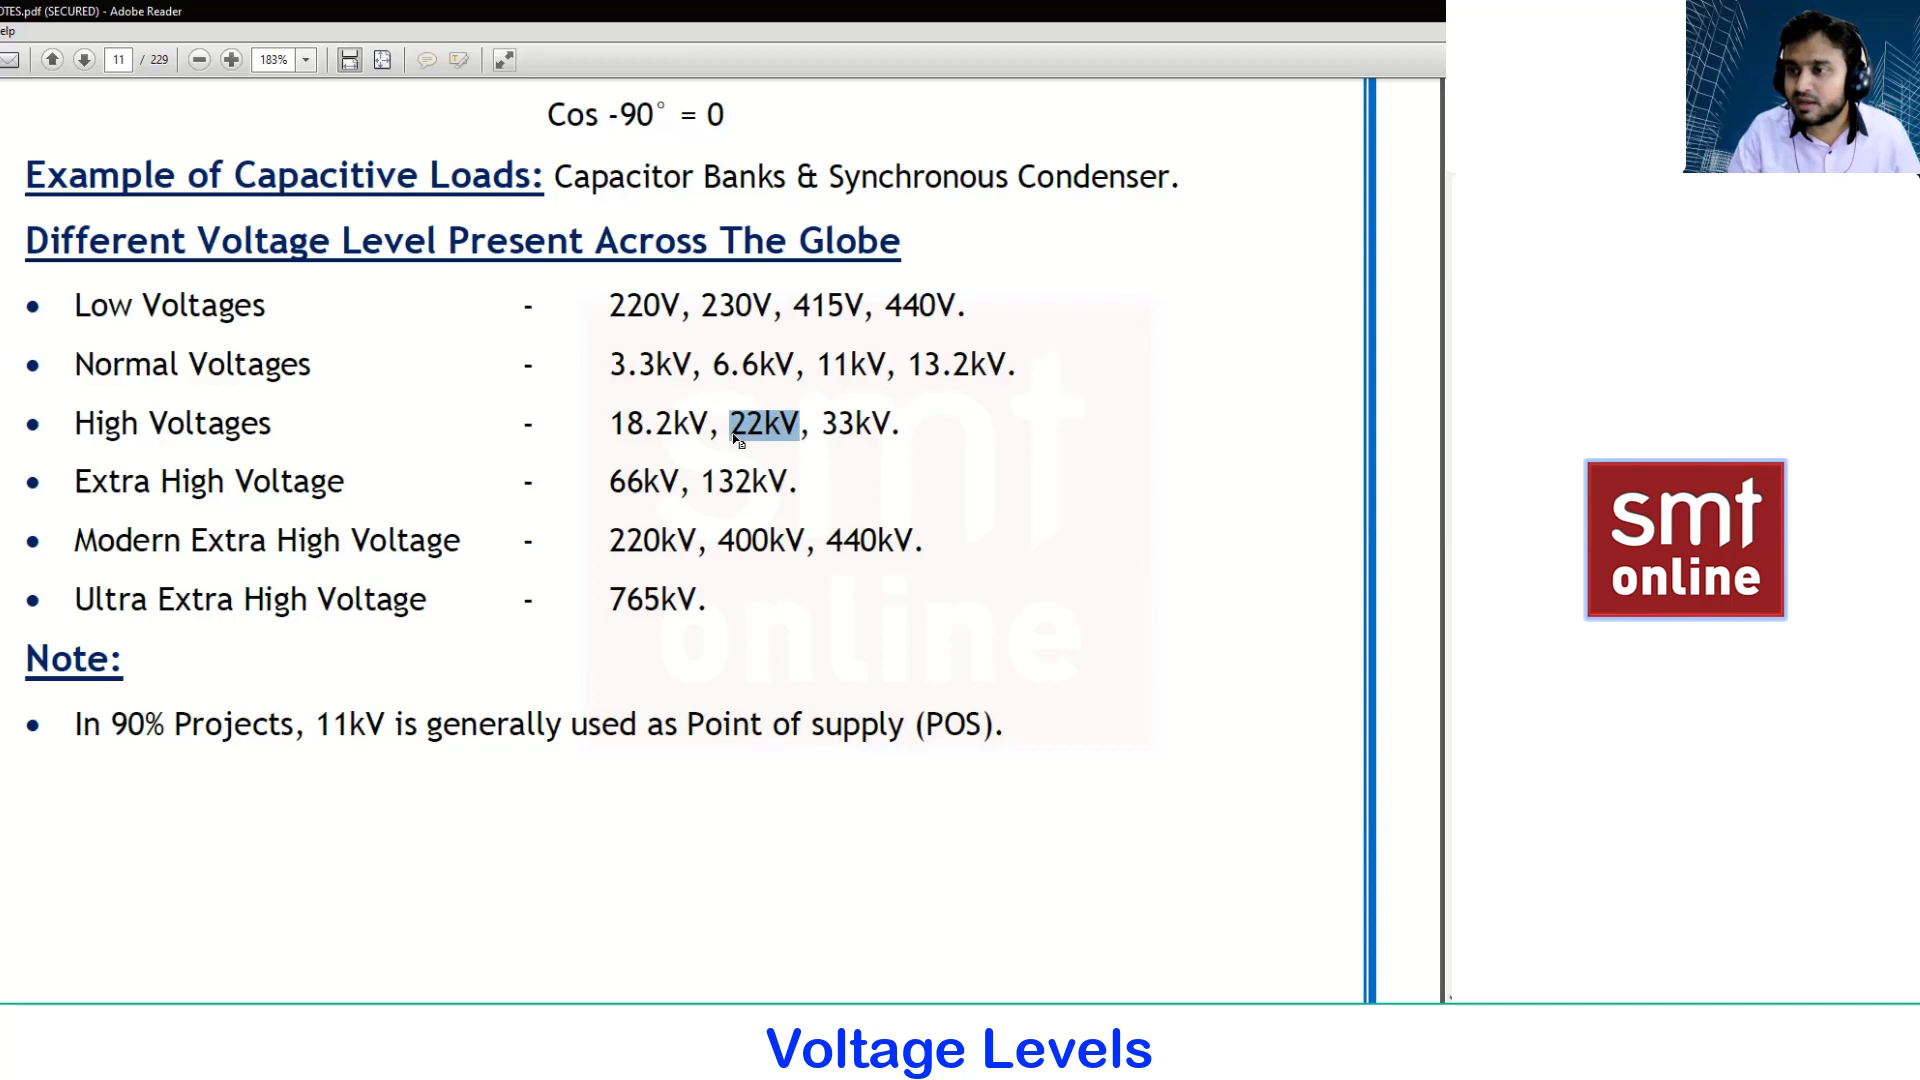 OTES.pdf (SECURED) - Adobe Reader
elp
11 / 229 183%
Cos -90° = 0
Example of Capacitive Loads: Capacitor Banks & Synchronous Condenser.
Different Voltage Level Present Across The Globe
• Low Voltages - 220V, 230V, 415V, 440V.
• Normal Voltages - 3.3kV, 6.6kV, 11kV, 13.2kV.
• High Voltages - 18.2kV, 22kV, 33kV.
• Extra High Voltage - 66kV, 132kV.
• Modern Extra High Voltage - 220kV, 400kV, 440kV.
• Ultra Extra High Voltage - 765kV.
Note:
• In 90% Projects, 11kV is generally used as Point of supply (POS).
smt
online
smt
online
Voltage Levels